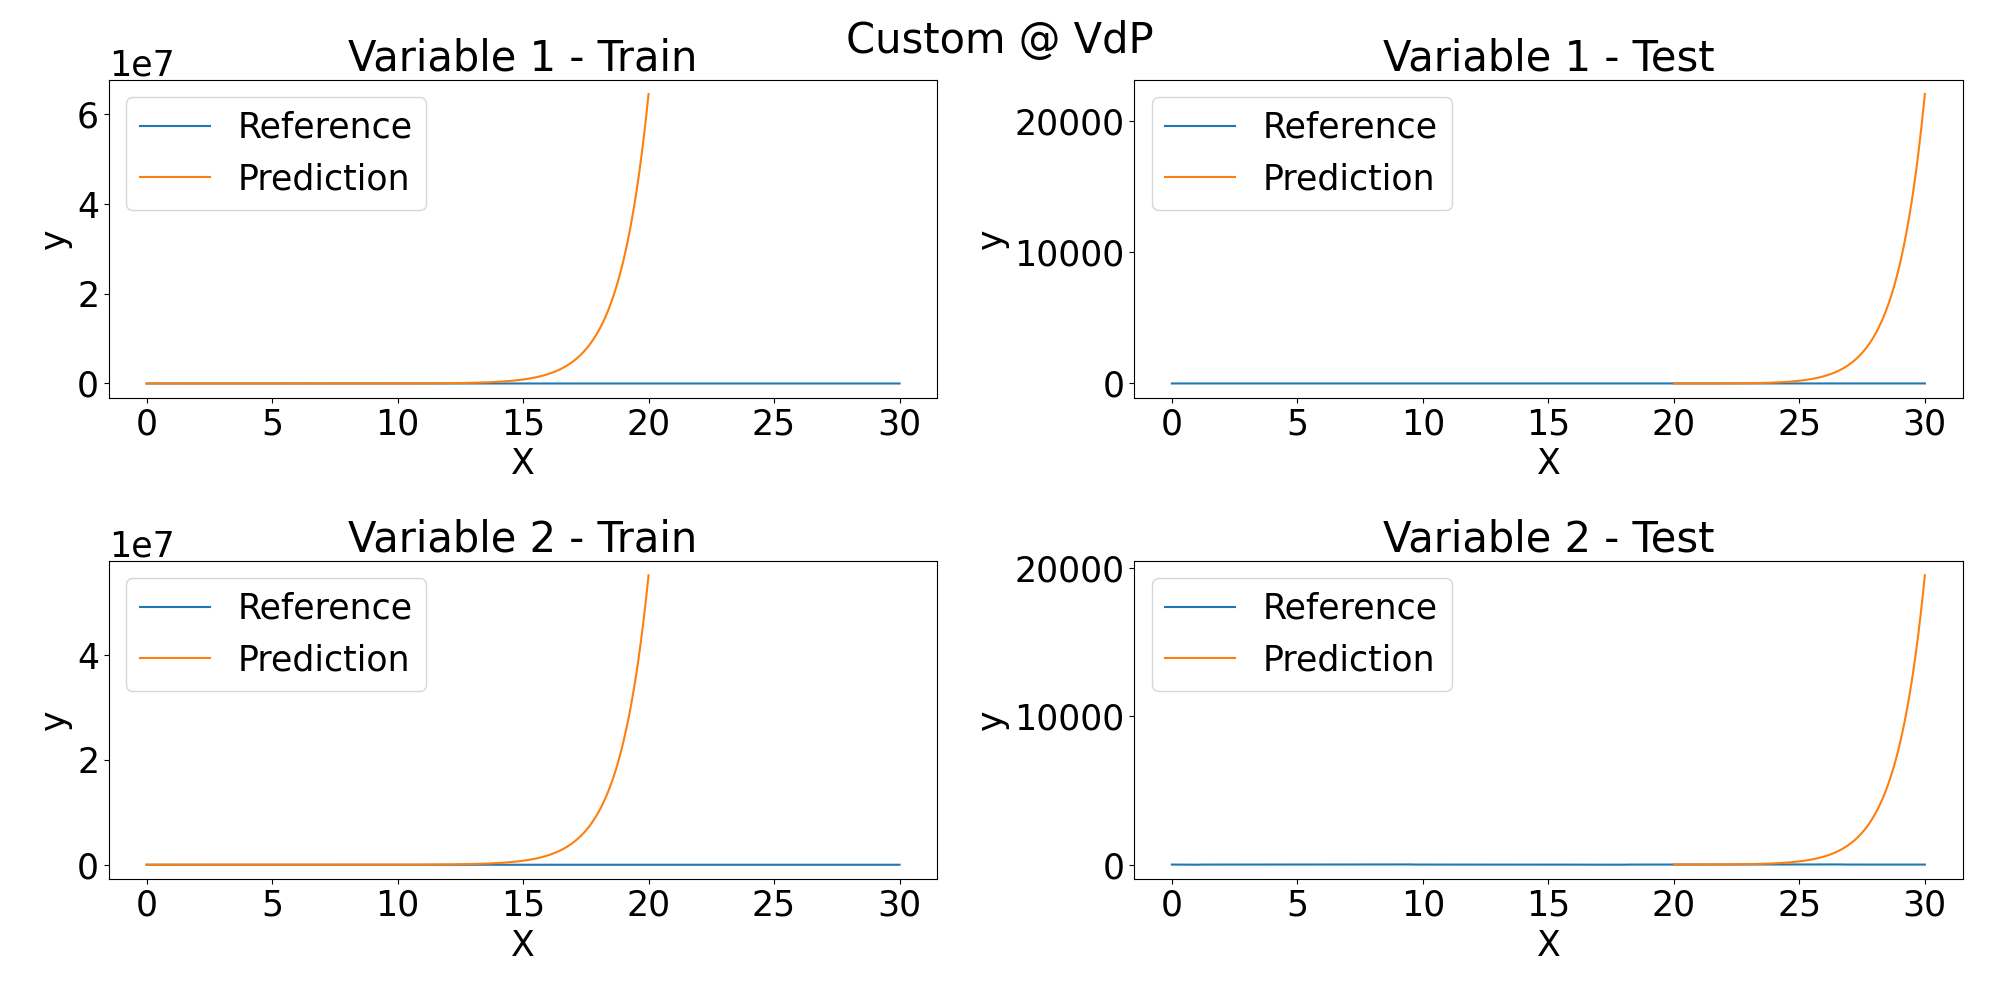 Custom @ VdP
Variable 1 - Train
1e7
6
4
2
0
y
Reference
Prediction
0 5 10 15 20 25 30
X
Variable 1 - Test
20000
10000
0
y
Reference
Prediction
0 5 10 15 20 25 30
X
Variable 2 - Train
1e7
4
2
0
y
Reference
Prediction
0 5 10 15 20 25 30
X
Variable 2 - Test
20000
10000
0
y
Reference
Prediction
0 5 10 15 20 25 30
X